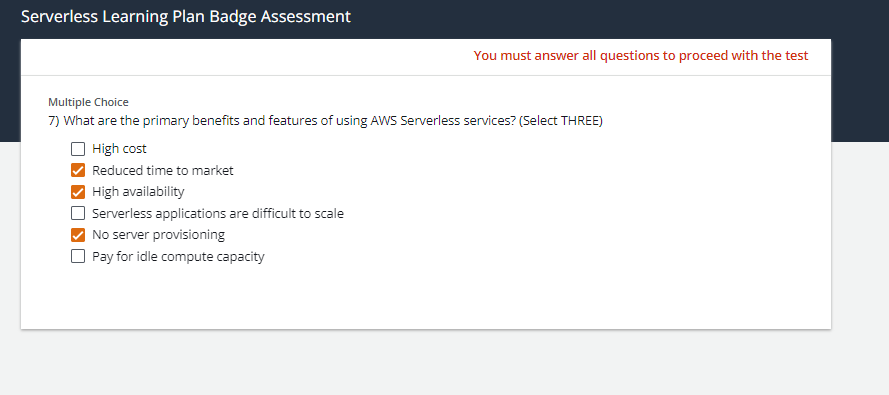 Serverless Learning Plan Badge Assessment
You must answer all questions to proceed with the test
Multiple Choice
7) What are the primary benefits and features of using AWS Serverless services? (Select THREE)
High cost
Reduced time to market
High availability
Serverless applications are difficult to scale
No server provisioning
Pay for idle compute capacity